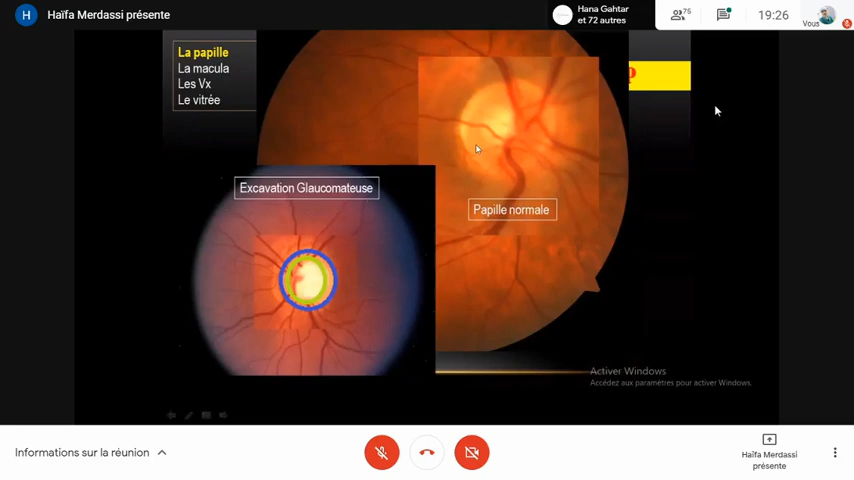 H
Haïfa Merdassi présente
Hana Gahtar
et 72 autres
75
19:26
Vous
La papille
La macula
Les Vx
Le vitrée
Excavation Glaucomateuse
Papille normale
Activer Windows
Accédez aux paramètres pour activer Windows.
Informations sur la réunion
Haïfa Merdassi
présente